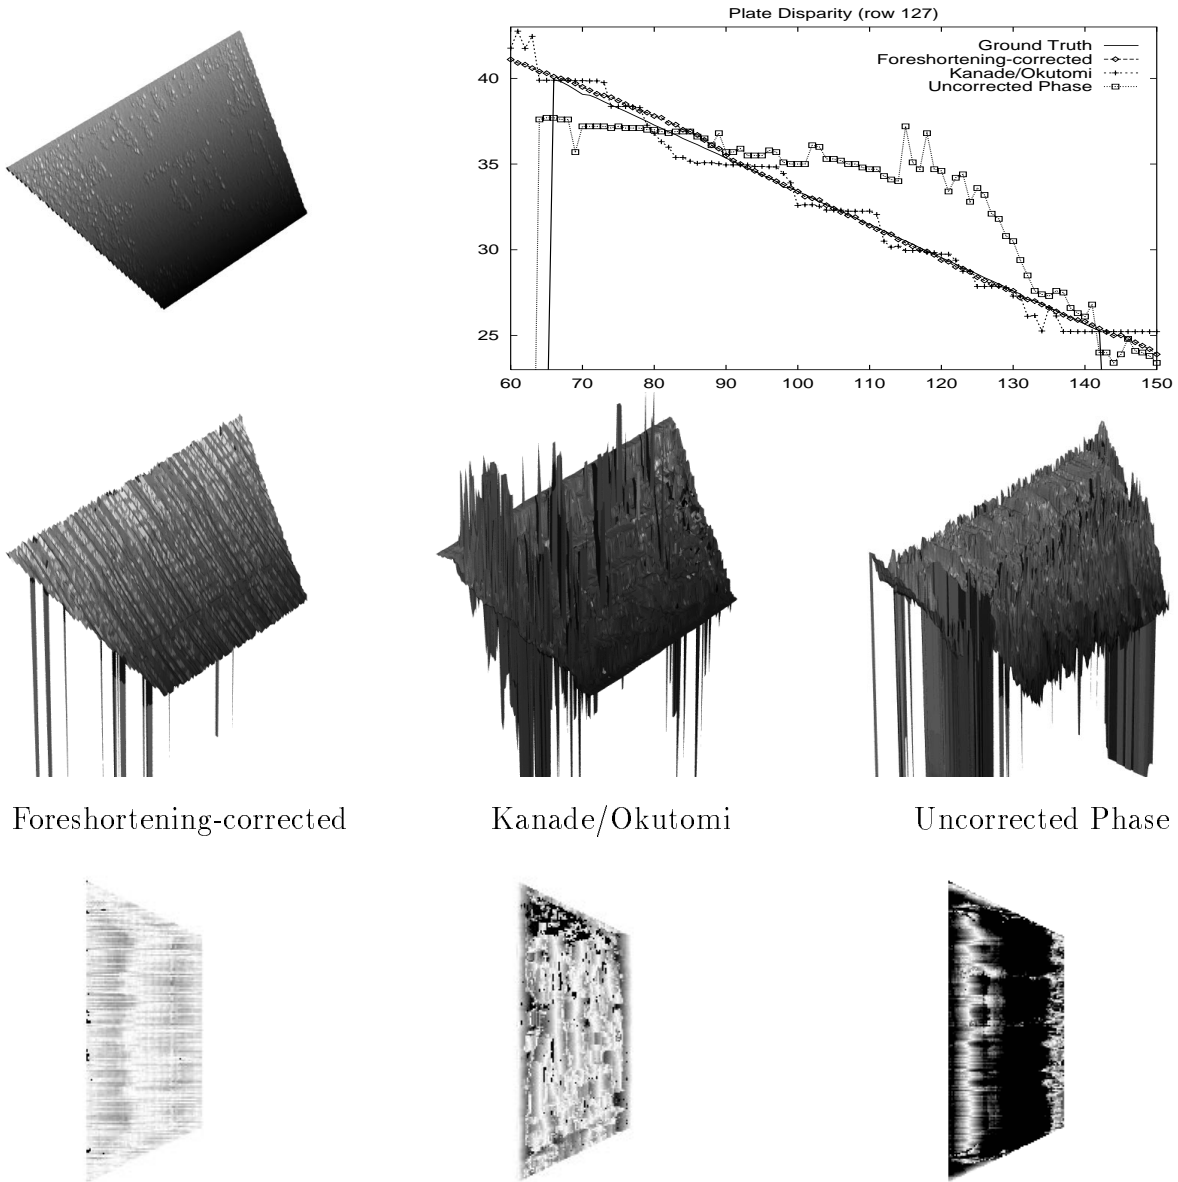 Plate Disparity (row 127)
Ground Truth
Foreshortening-corrected
Kanade/Okutomi
Uncorrected Phase
40
35
30
25
60 70 80 90 100 110 120 130 140 150
Foreshortening-corrected Kanade/Okutomi Uncorrected Phase